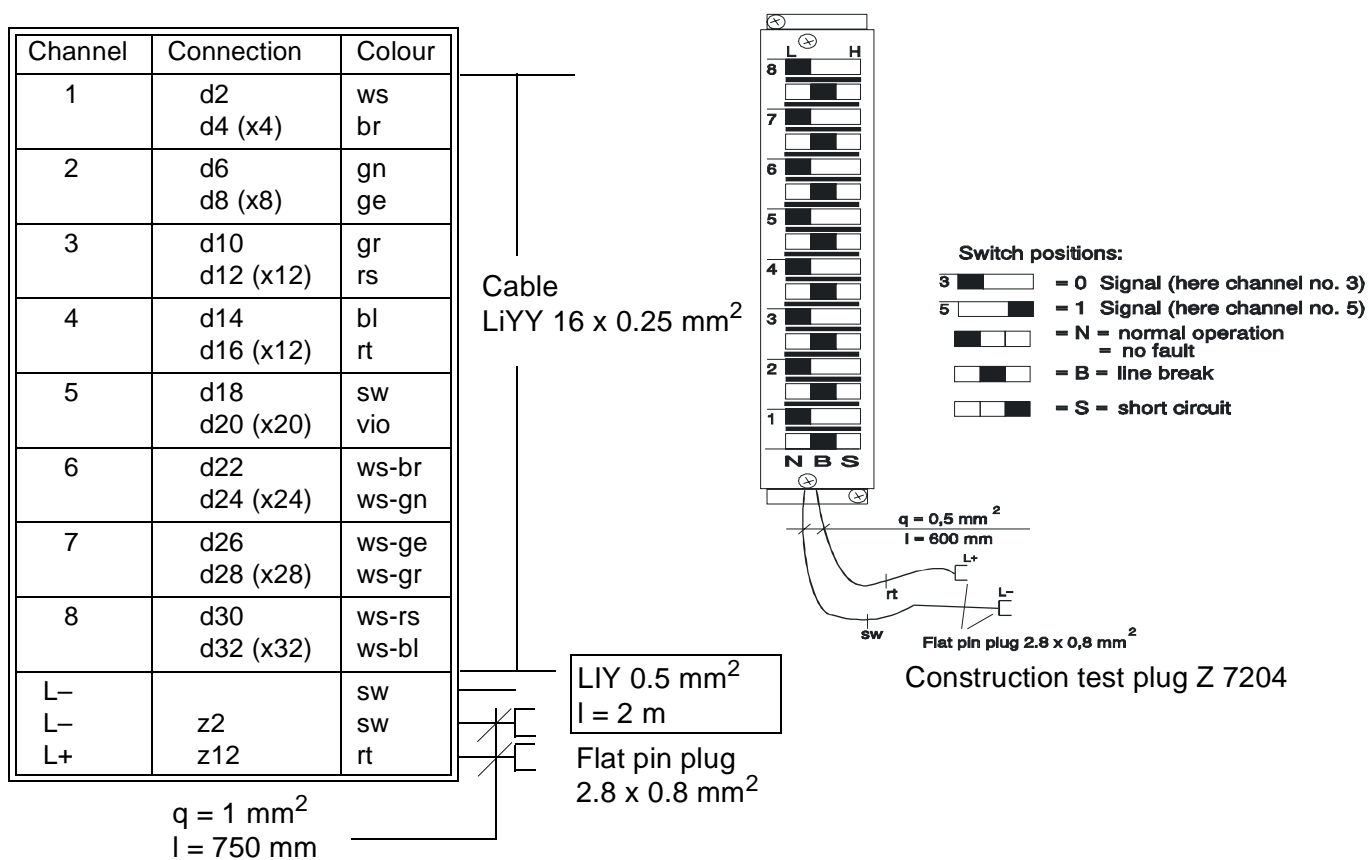 Channel Connection Colour
1 d2 ws
d4 (x4) br
2 d6 gn
d8 (x8) ge
3 d10 gr
d12 (x12) rs
4 d14 bl
d16 (x12) rt
5 d18 sw
d20 (x20) vio
6 d22 ws-br
d24 (x24) ws-gn
7 d26 ws-ge
d28 (x28) ws-gr
8 d30 ws-rs
d32 (x32) ws-bl
L– sw
L– z2 sw
L+ z12 rt
q = 1 mm²
l = 750 mm
Cable
LiYY 16 x 0.25 mm²
LIY 0.5 mm²
l = 2 m
Flat pin plug
2.8 x 0.8 mm²
L H
8
7
6
5
4
3
2
1
N B S
q = 0,5 mm ²
l = 600 mm
L+
rt
L–
sw
Flat pin plug 2.8 x 0,8 mm²
Construction test plug Z 7204
Switch positions:
3 = 0 Signal (here channel no. 3)
5 = 1 Signal (here channel no. 5)
= N = normal operation
= no fault
= B = line break
= S = short circuit